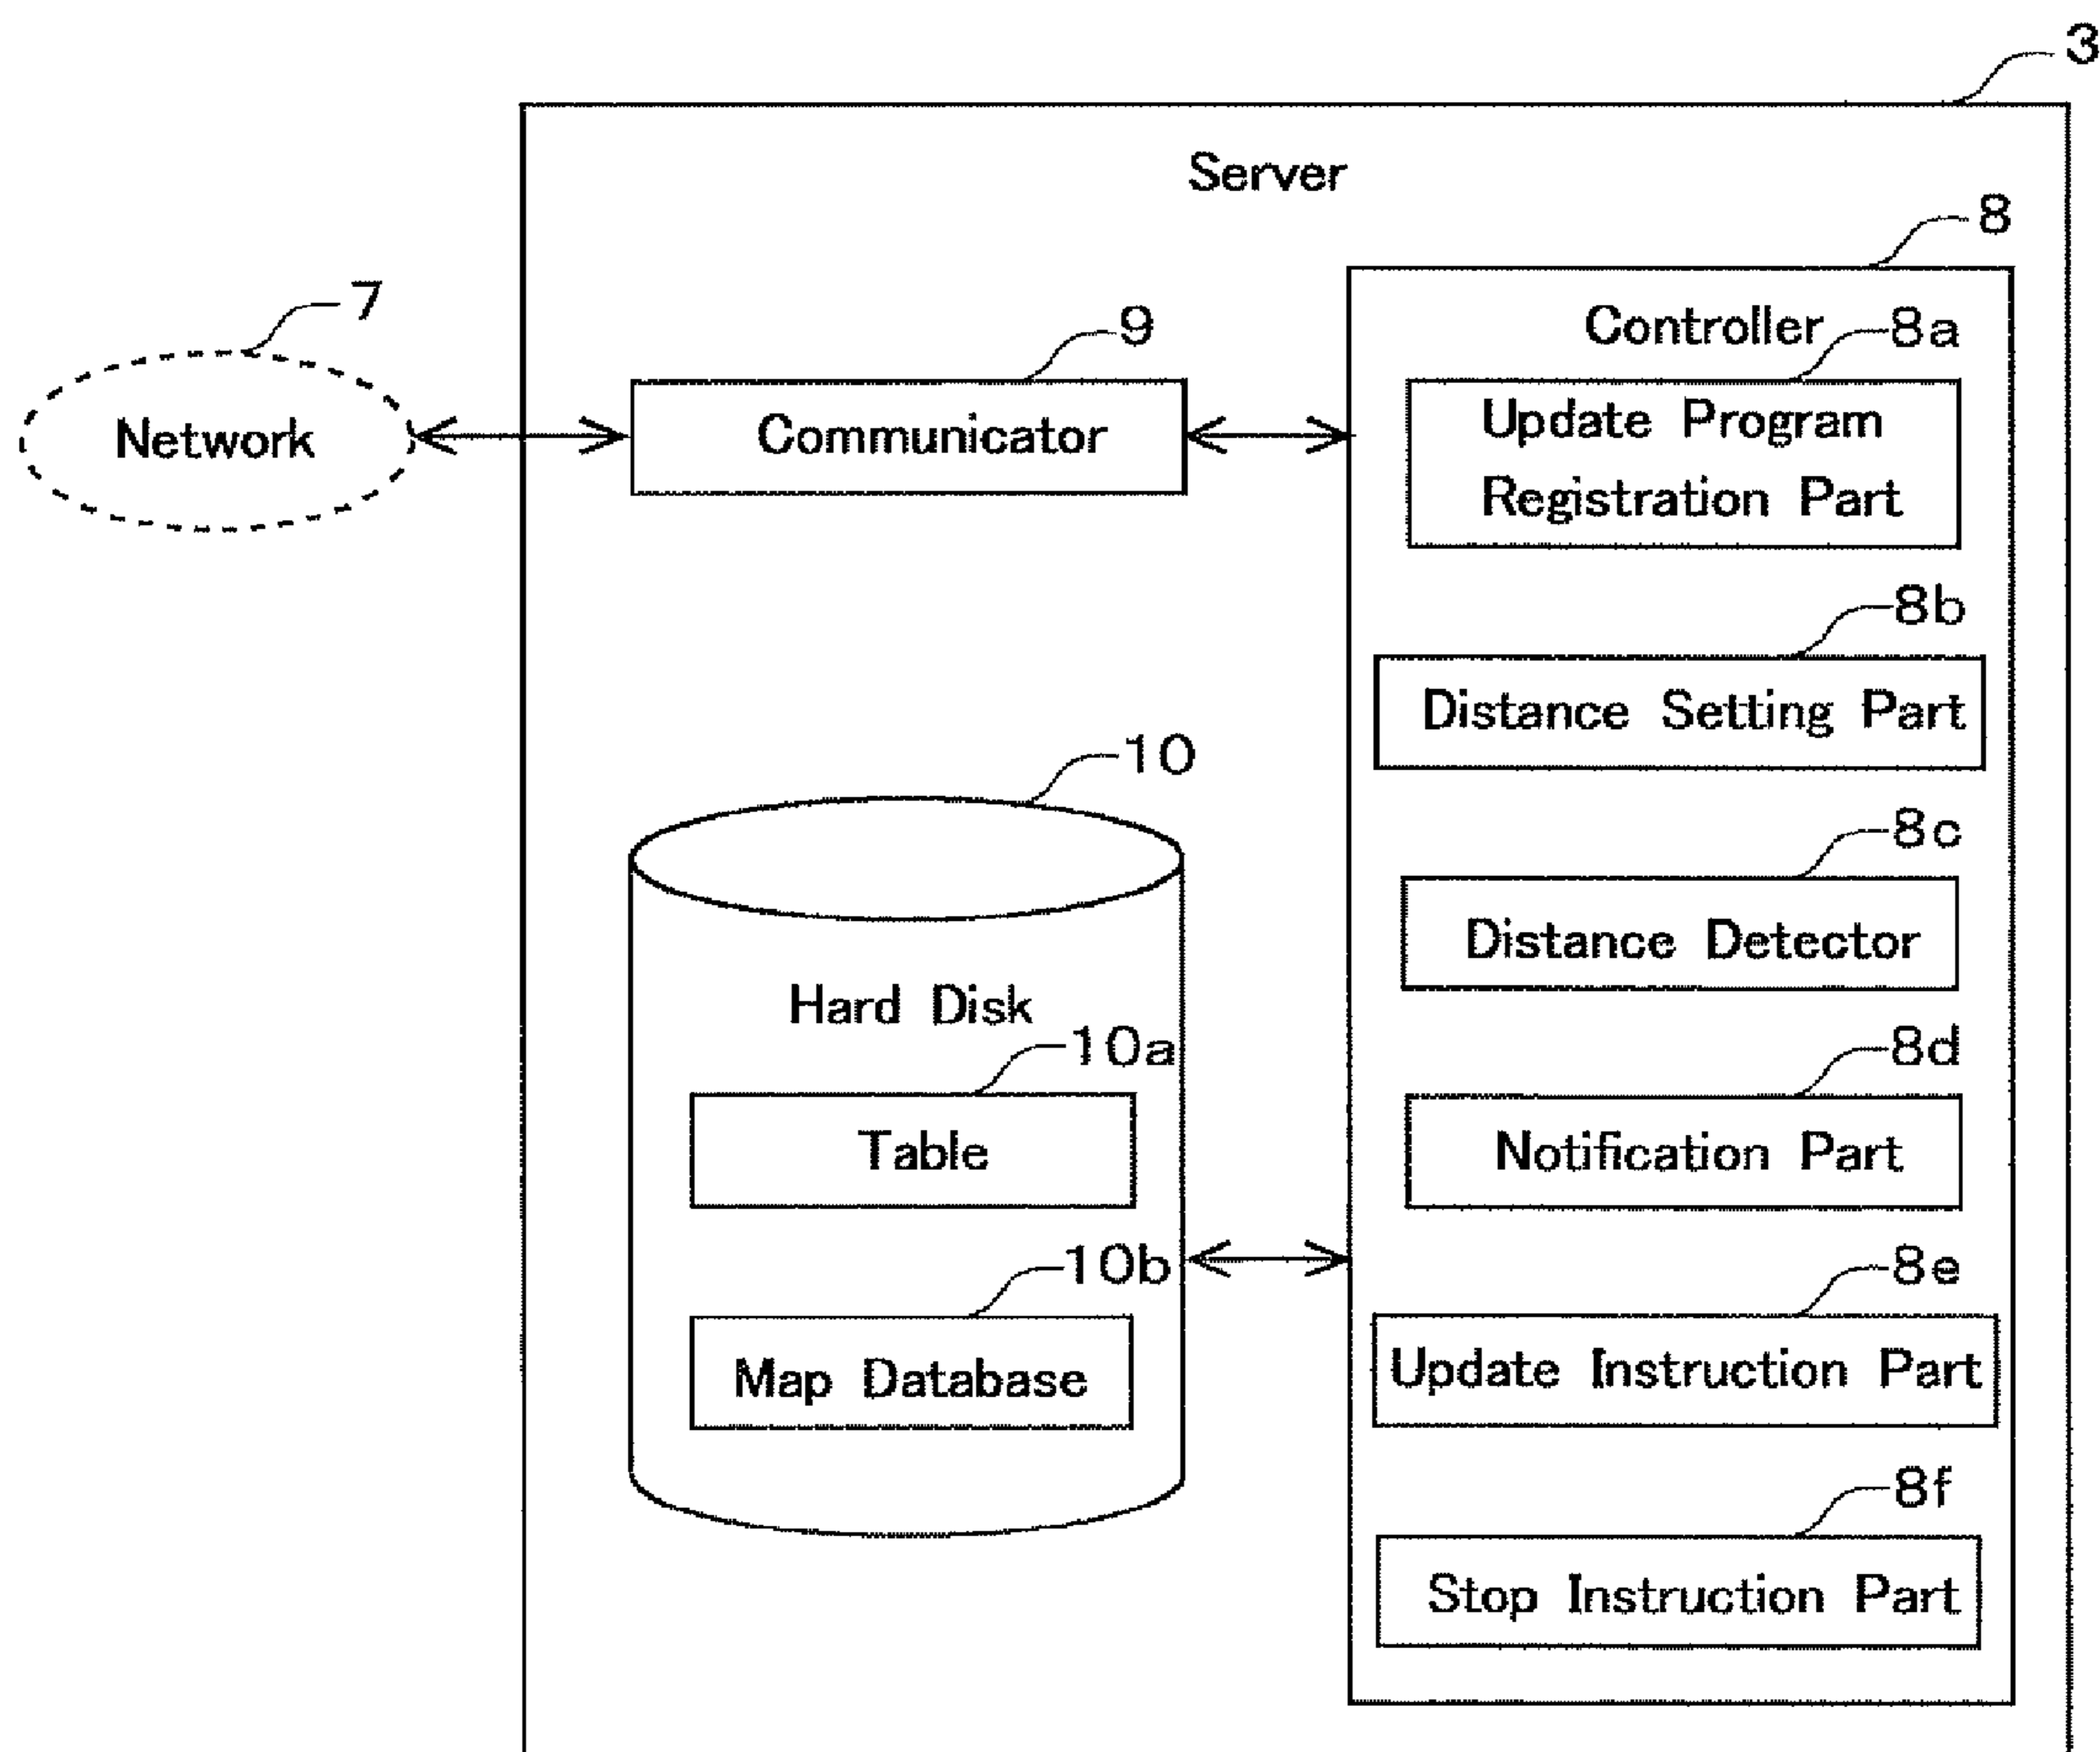 3
Server
8
7
9
Controller
8a
Network
Communicator
Update Program
Registration Part
8b
Distance Setting Part
10
8c
Distance Detector
Hard Disk
10a
8d
Table
Notification Part
10b
8e
Map Database
Update Instruction Part
8f
Stop Instruction Part